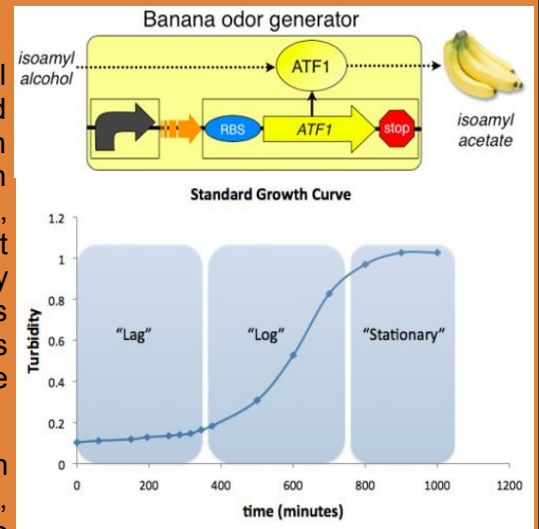 Banana odor generator
isoamyl
alcohol
ATF1
RBS
ATF1
stop
isoamyl
acetate
Standard Growth Curve
Turbidity
1.2
1
0.8
0.6
0.4
0.2
0
"Lag"
"Log"
"Stationary"
0
200
400
600
800
1000
1200
time (minutes)